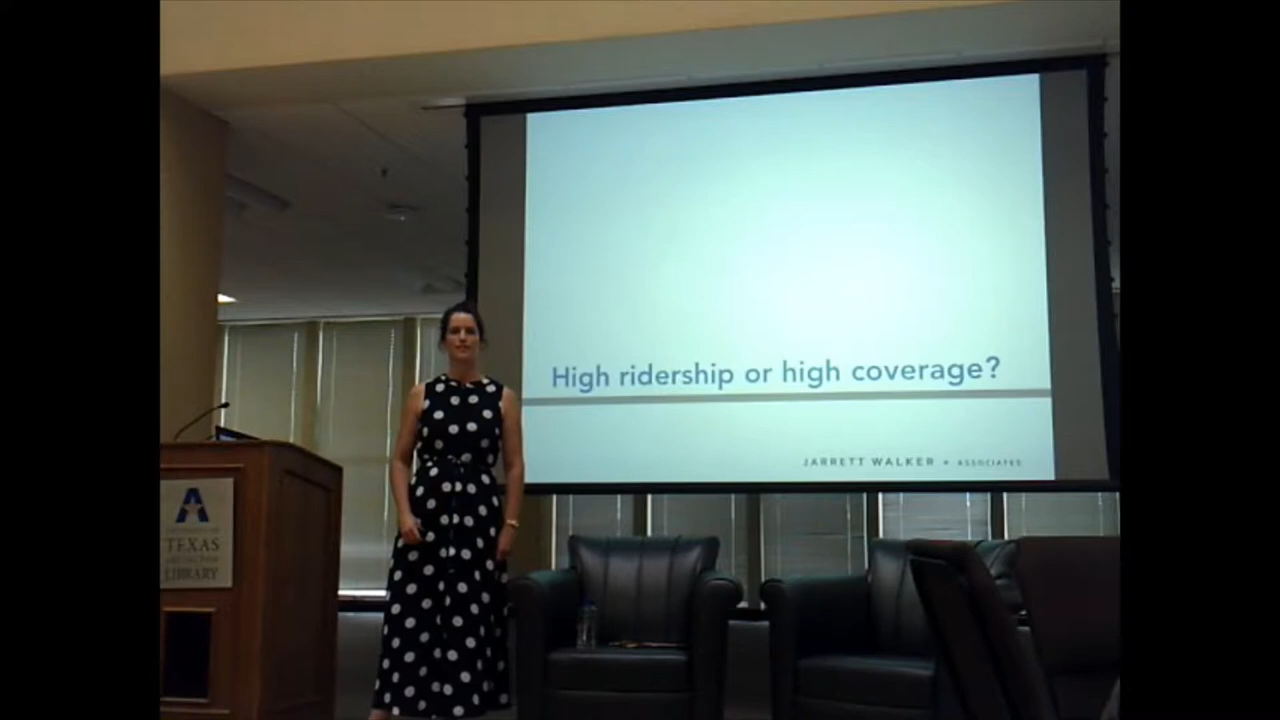 High ridership or high coverage?
JARRETT WALKER + ASSOCIATES
A
TEXAS
LIBRARY